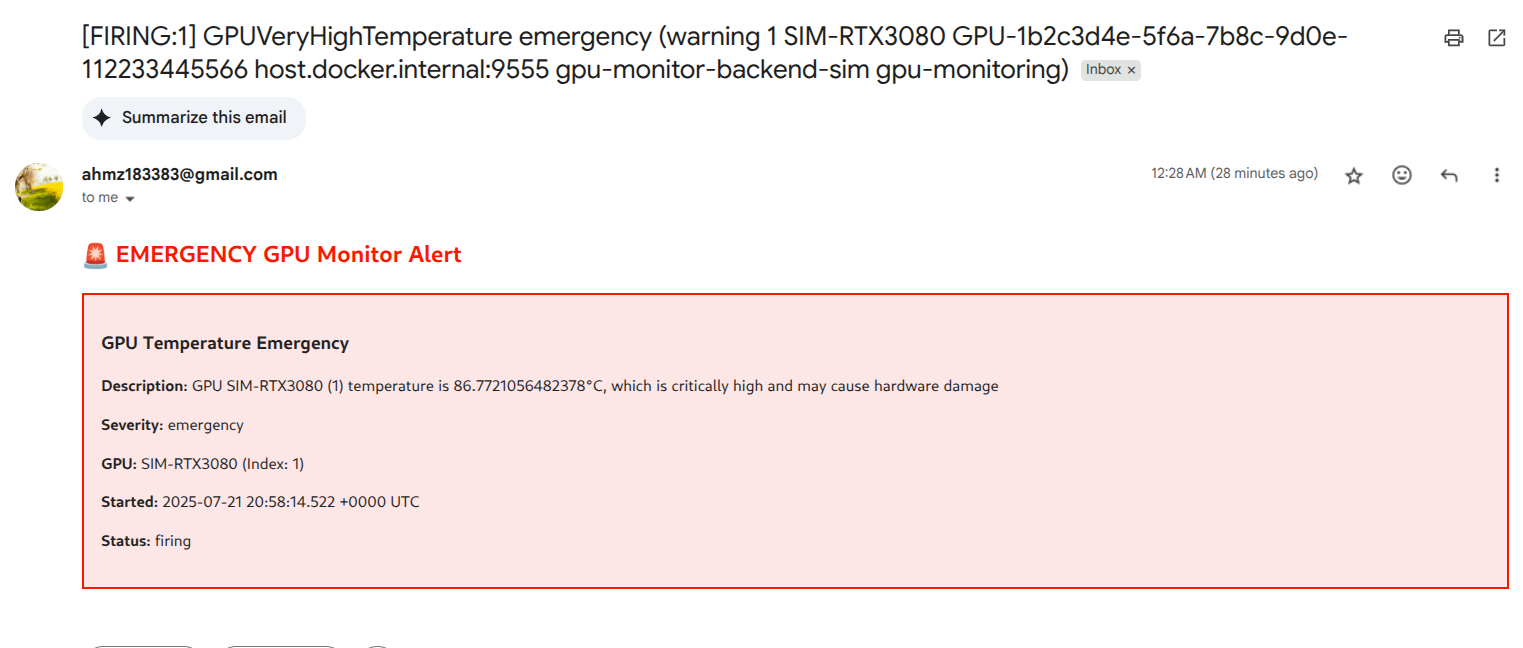 [FIRING:1] GPUVeryHighTemperature emergency (warning 1 SIM-RTX3080 GPU-1b2c3d4e-5f6a-7b8c-9d0e-
112233445566 host.docker.internal:9555 gpu-monitor-backend-sim gpu-monitoring) Inbox ×
Summarize this email
ahmz183383@gmail.com 12:28 AM (28 minutes ago)
to me
EMERGENCY GPU Monitor Alert
GPU Temperature Emergency
Description: GPU SIM-RTX3080 (1) temperature is 86.7721056482378°C, which is critically high and may cause hardware damage
Severity: emergency
GPU: SIM-RTX3080 (Index: 1)
Started: 2025-07-21 20:58:14.522 +0000 UTC
Status: firing